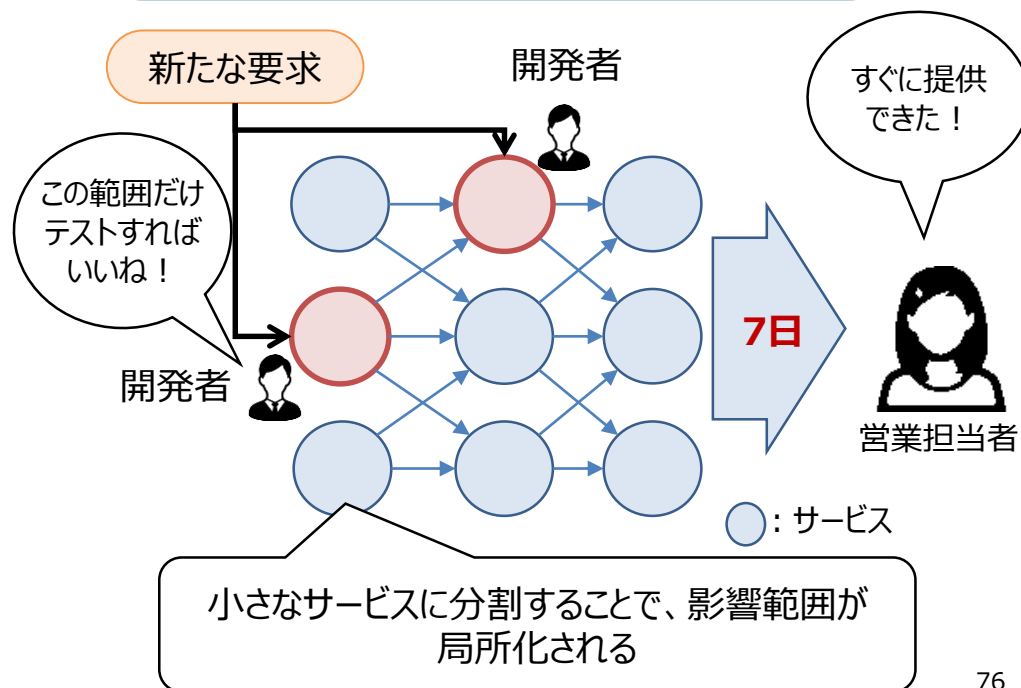 新たな要求
開発者
すぐに提供
できた！
この範囲だけ
テストすれば
いいね！
7日
開発者
営業担当者
：サービス
小さなサービスに分割することで、影響範囲が
局所化される
76